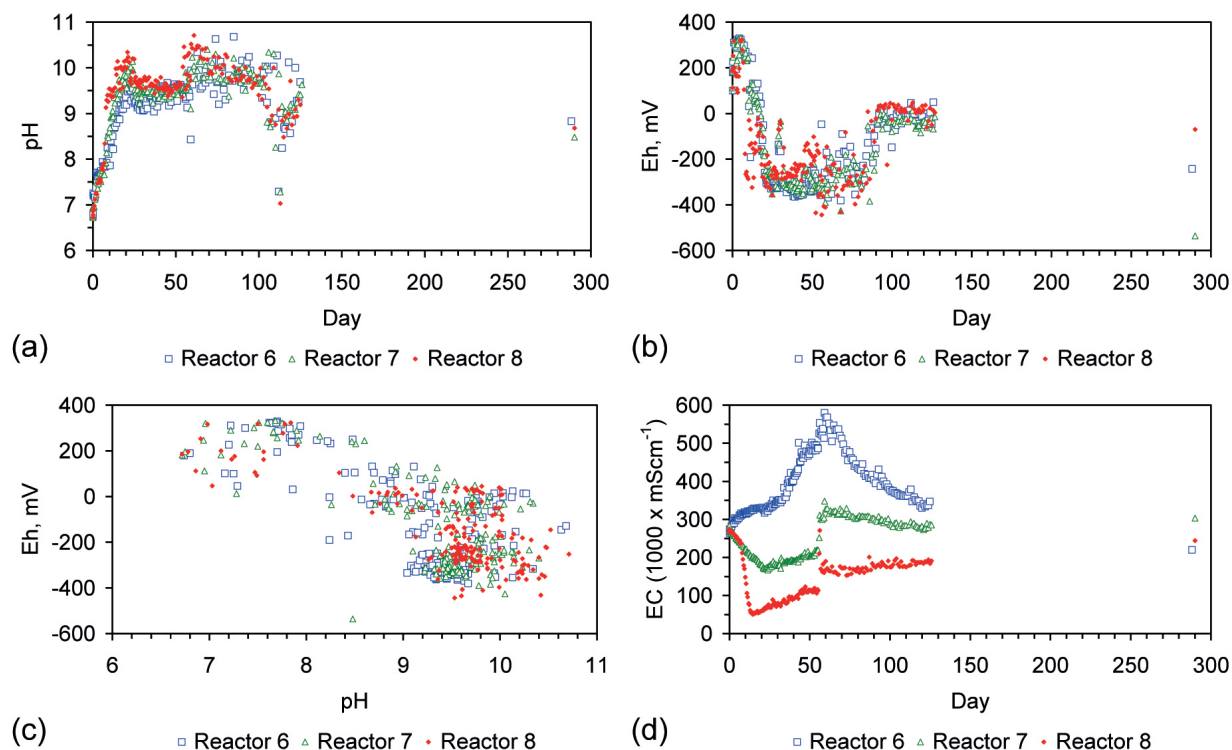 11
10
9
8
7
6
pH
0 50 100 150 200 250 300
Day
(a)
Reactor 6 Reactor 7 Reactor 8
400
200
0
-200
-400
-600
Eh, mV
0 50 100 150 200 250 300
Day
(b)
Reactor 6 Reactor 7 Reactor 8
400
200
0
-200
-400
-600
Eh, mV
6 7 8 9 10 11
pH
(c)
Reactor 6 Reactor 7 Reactor 8
600
500
400
300
200
100
0
EC (1000 x mScm⁻¹)
0 50 100 150 200 250 300
Day
(d)
Reactor 6 Reactor 7 Reactor 8